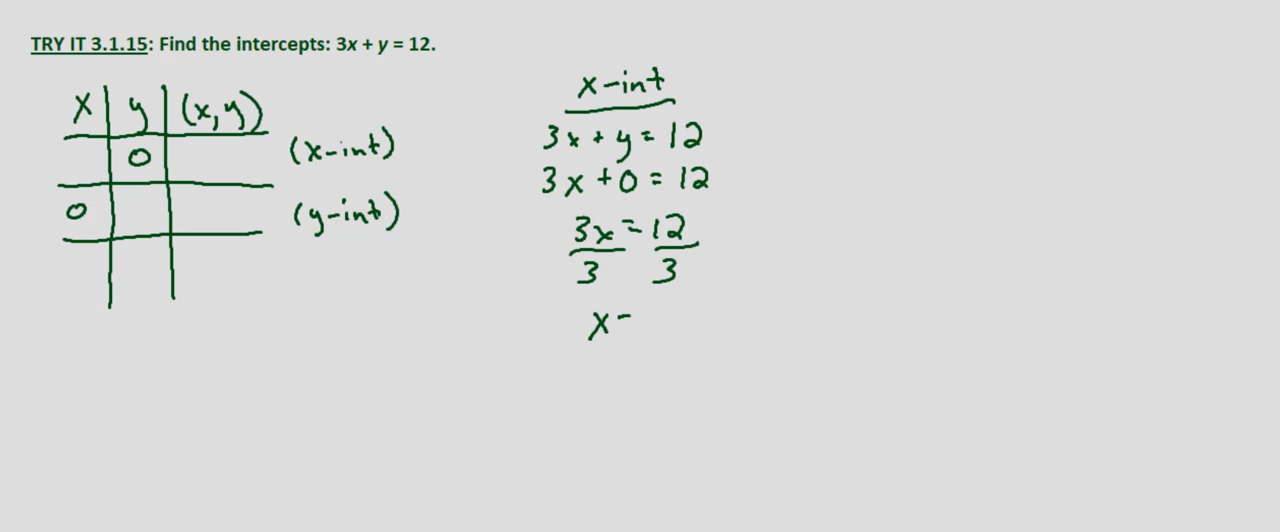 TRY IT 3.1.15: Find the intercepts: 3x + y = 12.
x y (x, y)
0 (x-int)
0 (y-int)
x-int
3x + y = 12
3x + 0 = 12
3x = 12
3 3
x -